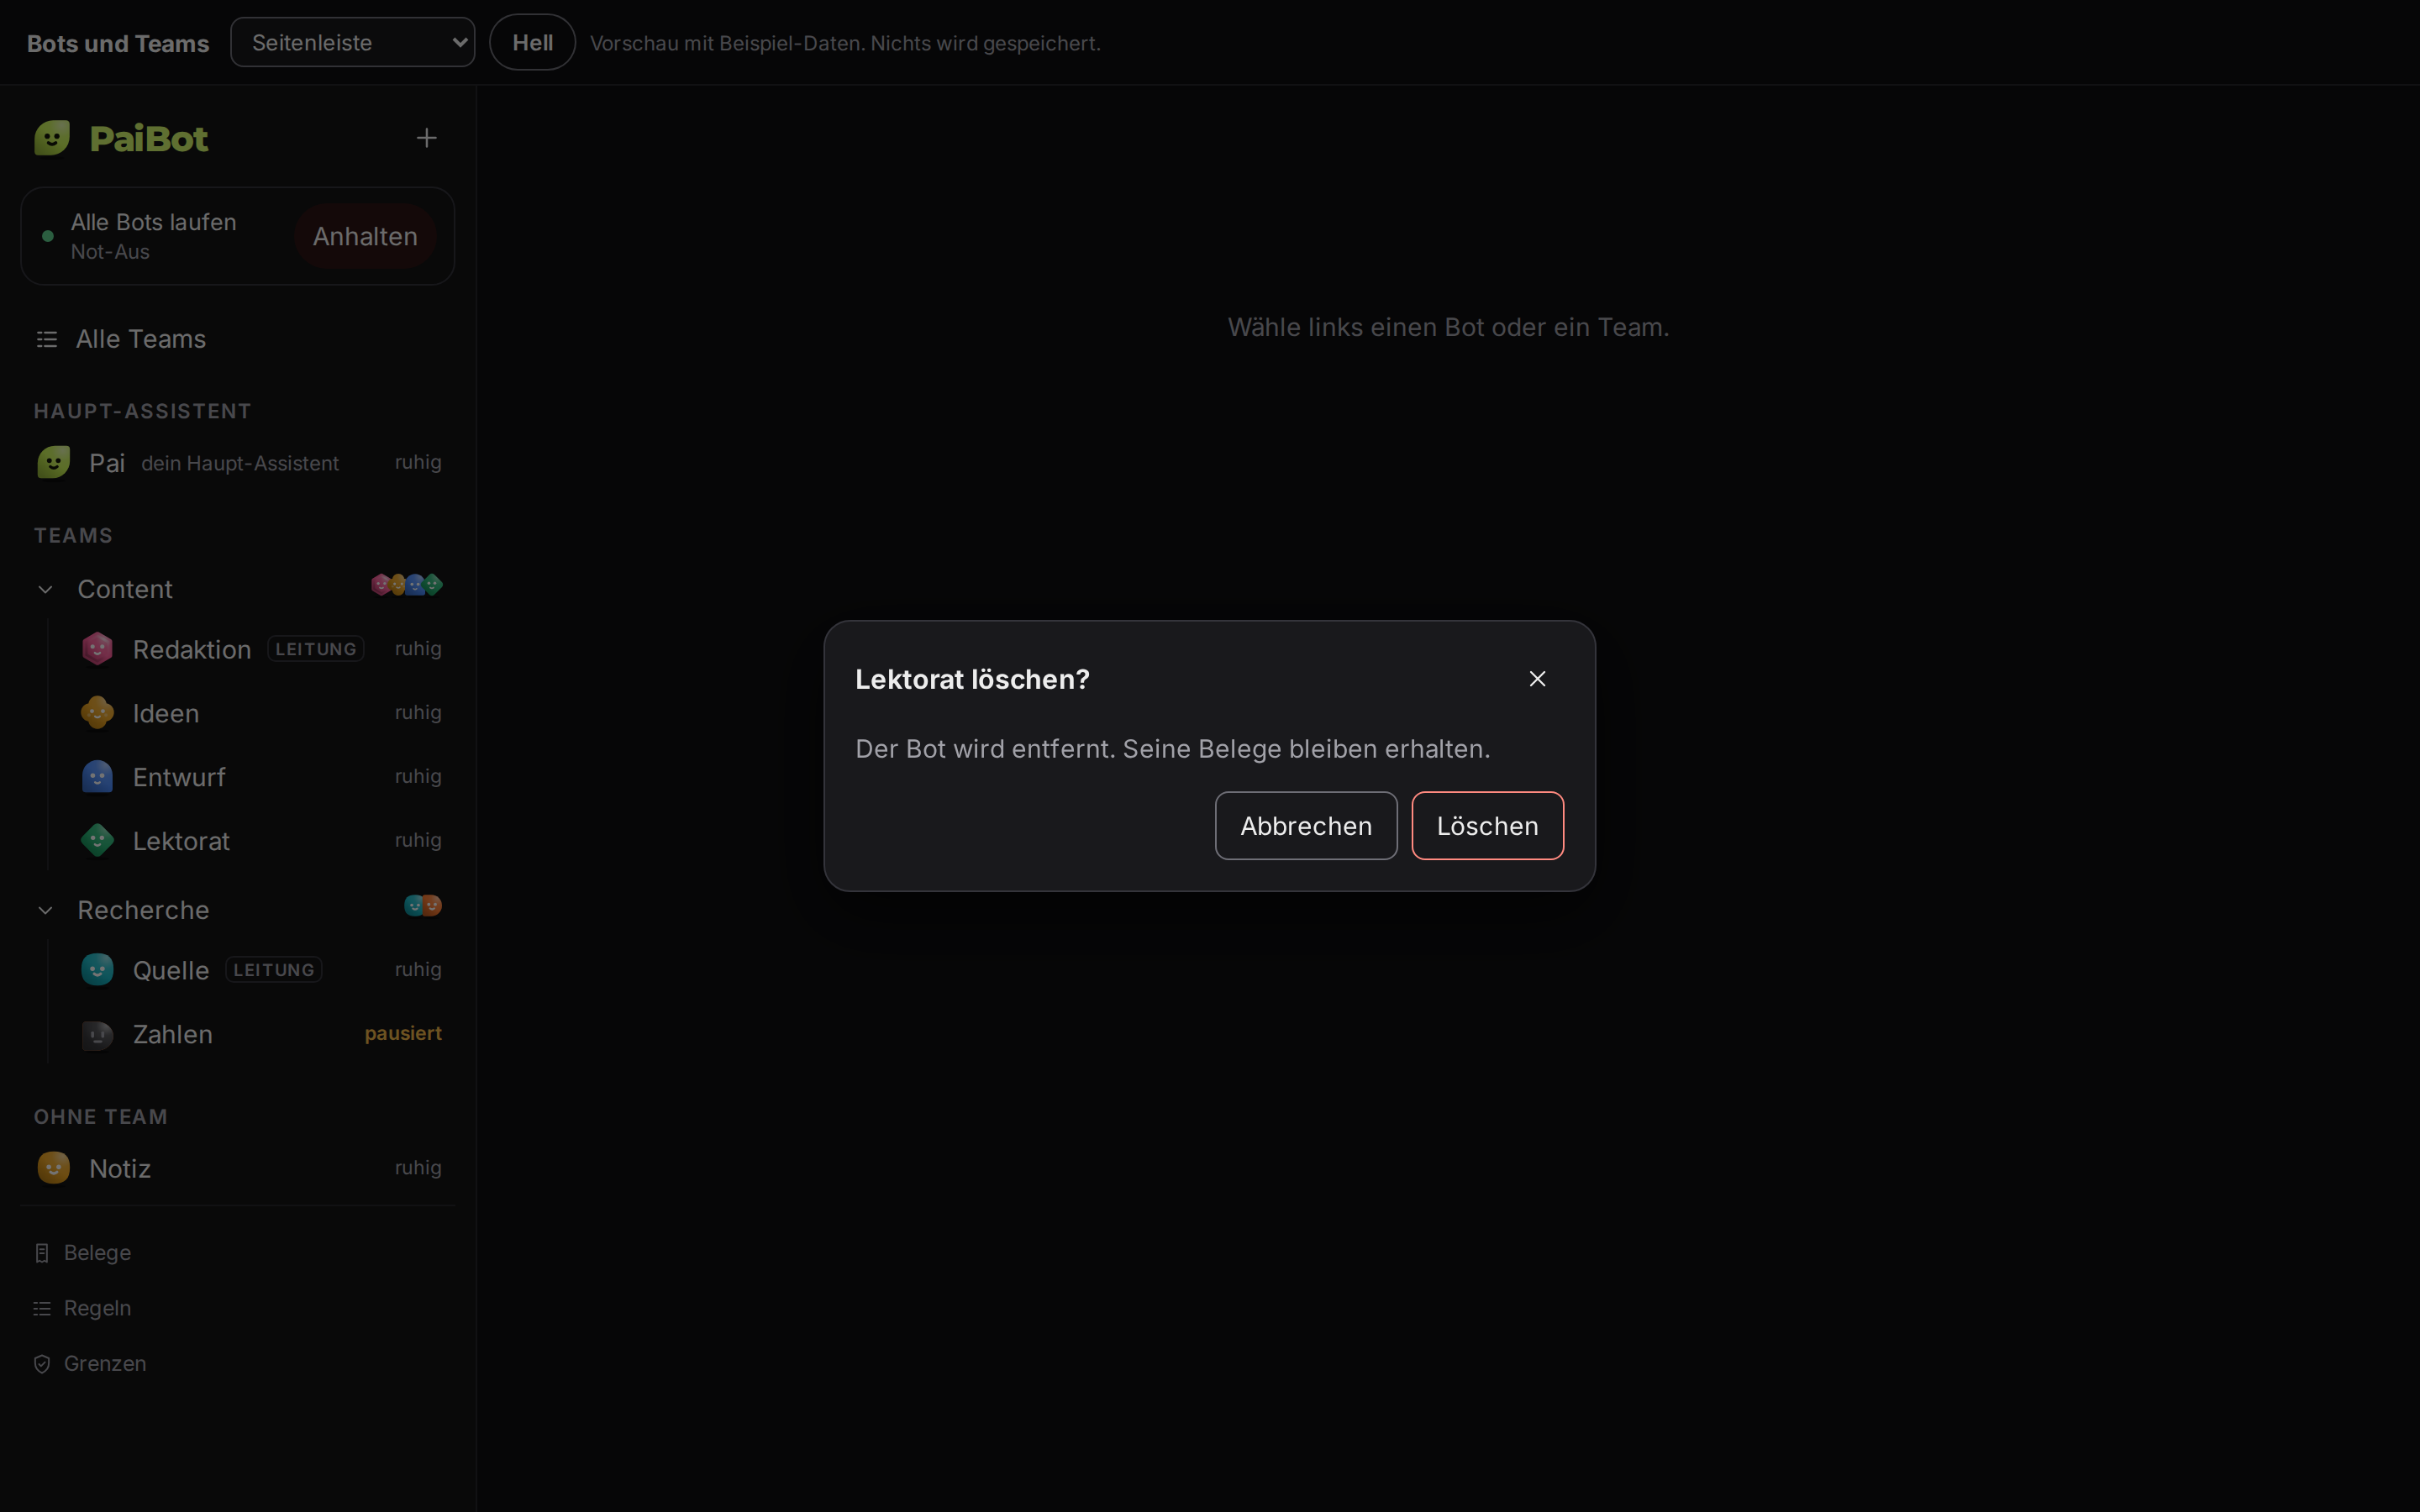 Bots und Teams
Seitenleiste
Hell
Vorschau mit Beispiel-Daten. Nichts wird gespeichert.
PaiBot
Alle Bots laufen
Not-Aus
Anhalten
Alle Teams
HAUPT-ASSISTENT
Pai dein Haupt-Assistent ruhig
TEAMS
Content
Redaktion LEITUNG ruhig
Ideen ruhig
Entwurf ruhig
Lektorat ruhig
Recherche
Quelle LEITUNG ruhig
Zahlen pausiert
OHNE TEAM
Notiz ruhig
Belege
Regeln
Grenzen
Wähle links einen Bot oder ein Team.
Lektorat löschen?
Der Bot wird entfernt. Seine Belege bleiben erhalten.
Abbrechen
Löschen